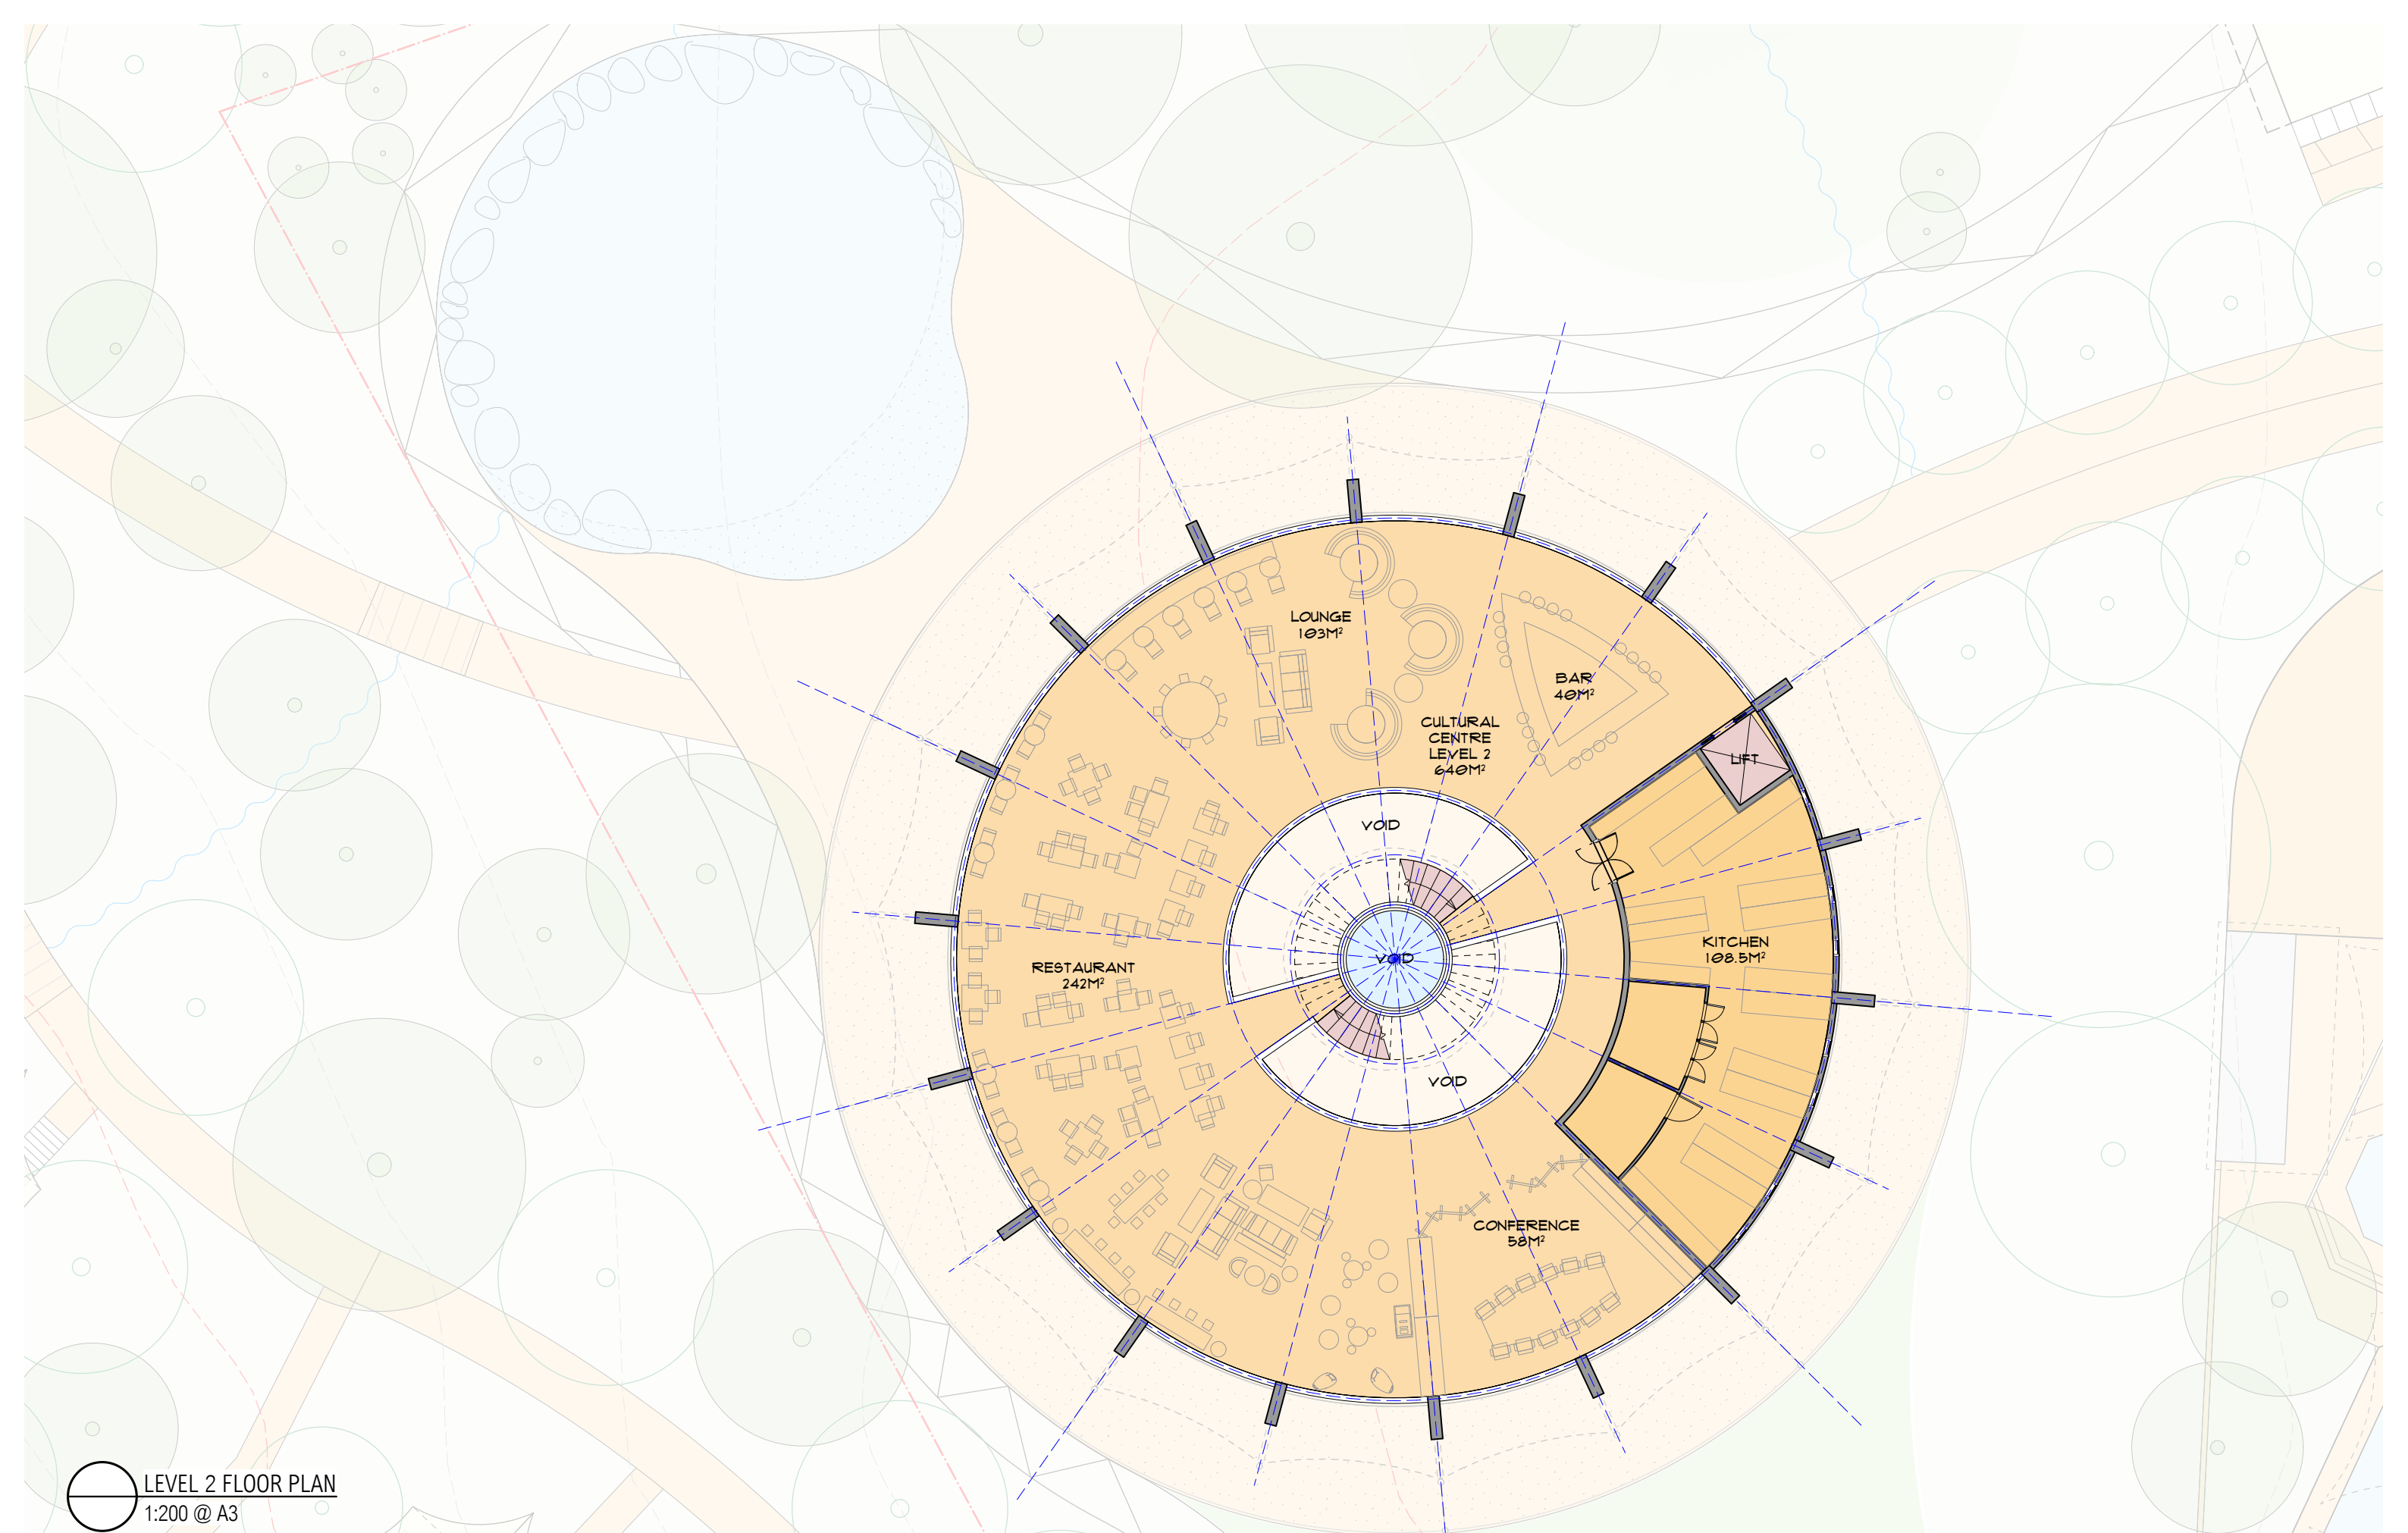 LOUNGE
103M²
BAR
40M²
CULTURAL
CENTRE
LEVEL 2
640M²
LIFT
VOID
KITCHEN
108.5M²
VOID
RESTAURANT
242M²
VOID
CONFERENCE
58M²
LEVEL 2 FLOOR PLAN
1:200 @ A3